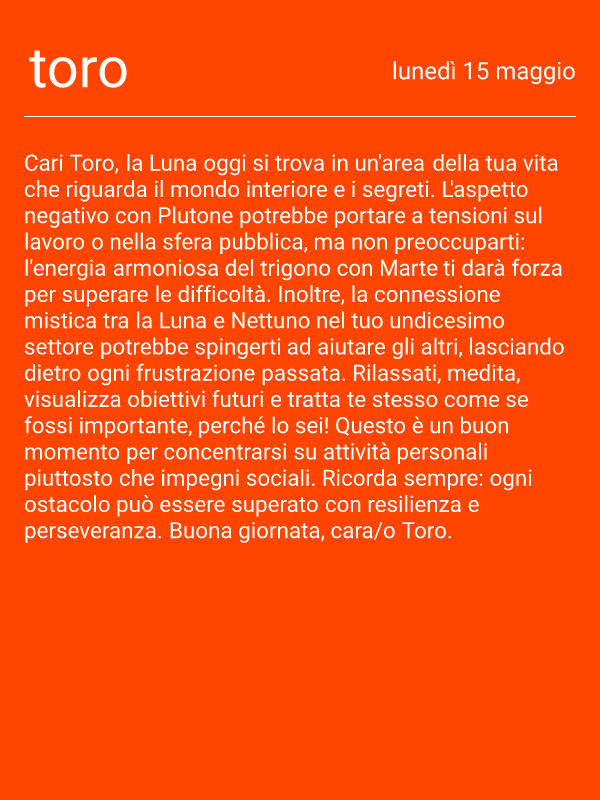 toro
lunedì 15 maggio
Cari Toro, la Luna oggi si trova in un'area della tua vita
che riguarda il mondo interiore e i segreti. L'aspetto
negativo con Plutone potrebbe portare a tensioni sul
lavoro o nella sfera pubblica, ma non preoccuparti:
l'energia armoniosa del trigono con Marte ti darà forza
per superare le difficoltà. Inoltre, la connessione
mistica tra la Luna e Nettuno nel tuo undicesimo
settore potrebbe spingerti ad aiutare gli altri, lasciando
dietro ogni frustrazione passata. Rilassati, medita,
visualizza obiettivi futuri e tratta te stesso come se
fossi importante, perché lo sei! Questo è un buon
momento per concentrarsi su attività personali
piuttosto che impegni sociali. Ricorda sempre: ogni
ostacolo può essere superato con resilienza e
perseveranza. Buona giornata, cara/o Toro.